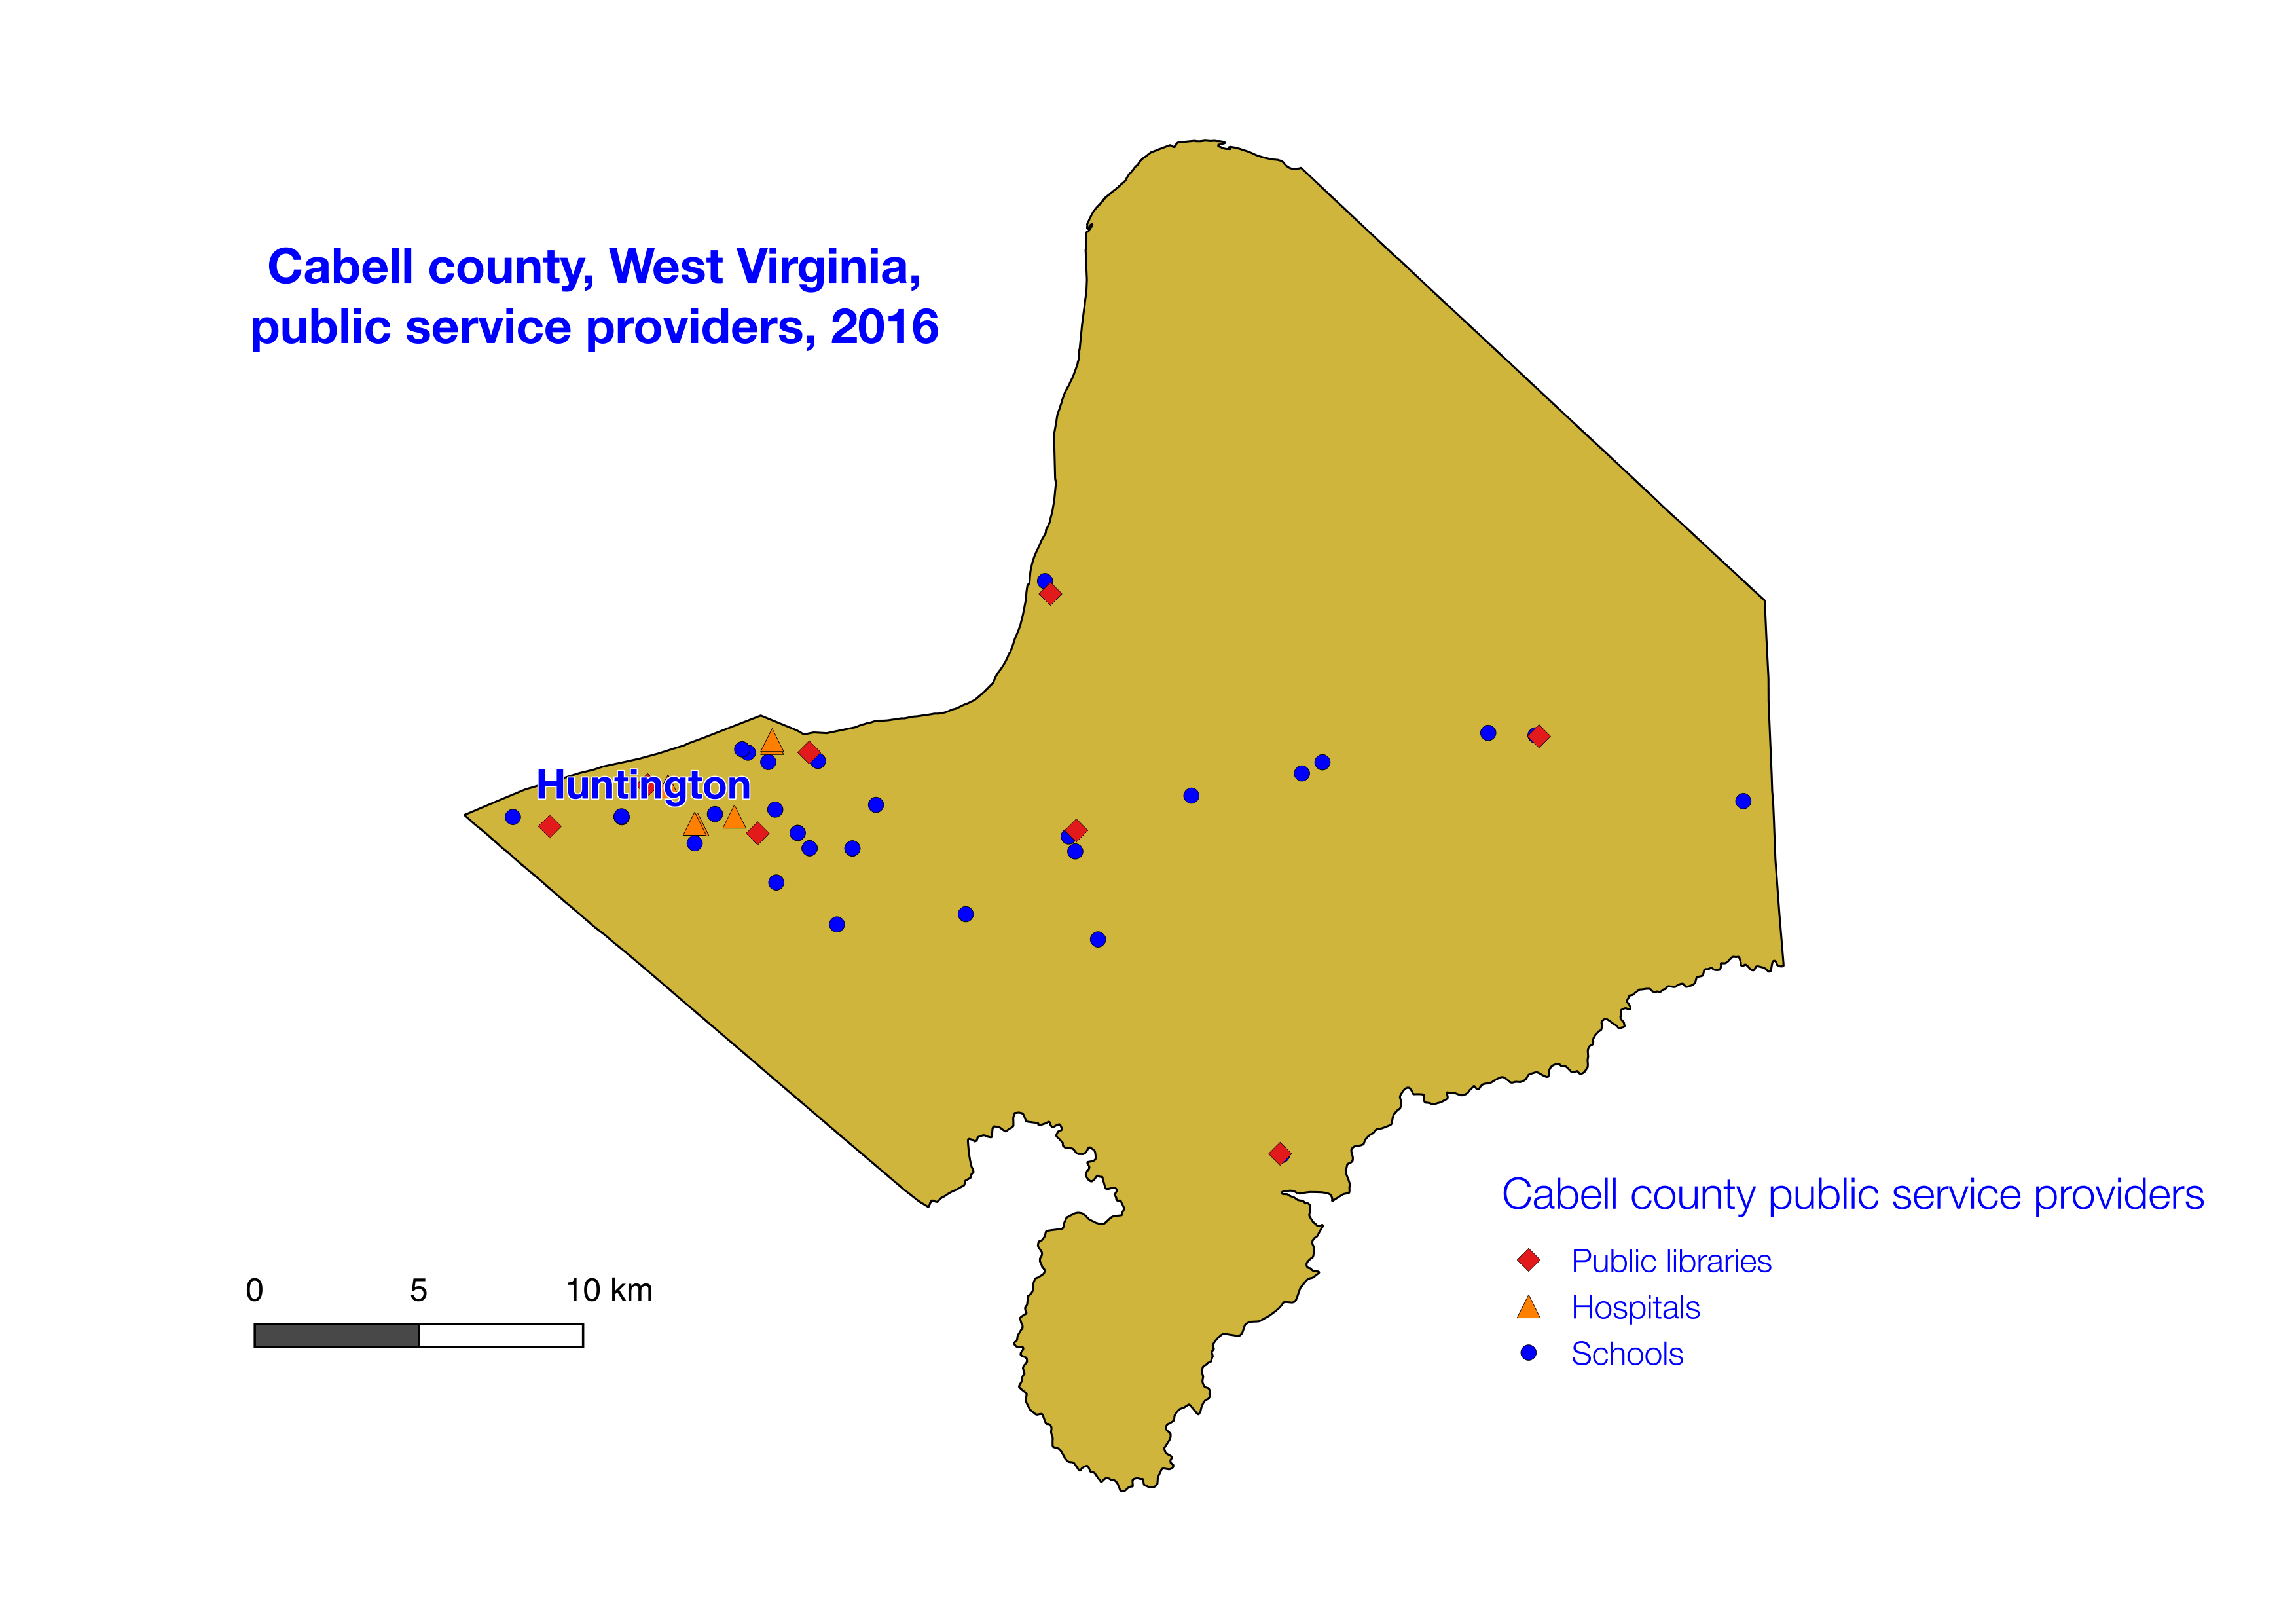 Cabell county, West Virginia,
public service providers, 2016
Huntington
0 5 10 km
Cabell county public service providers
Public libraries
Hospitals
Schools